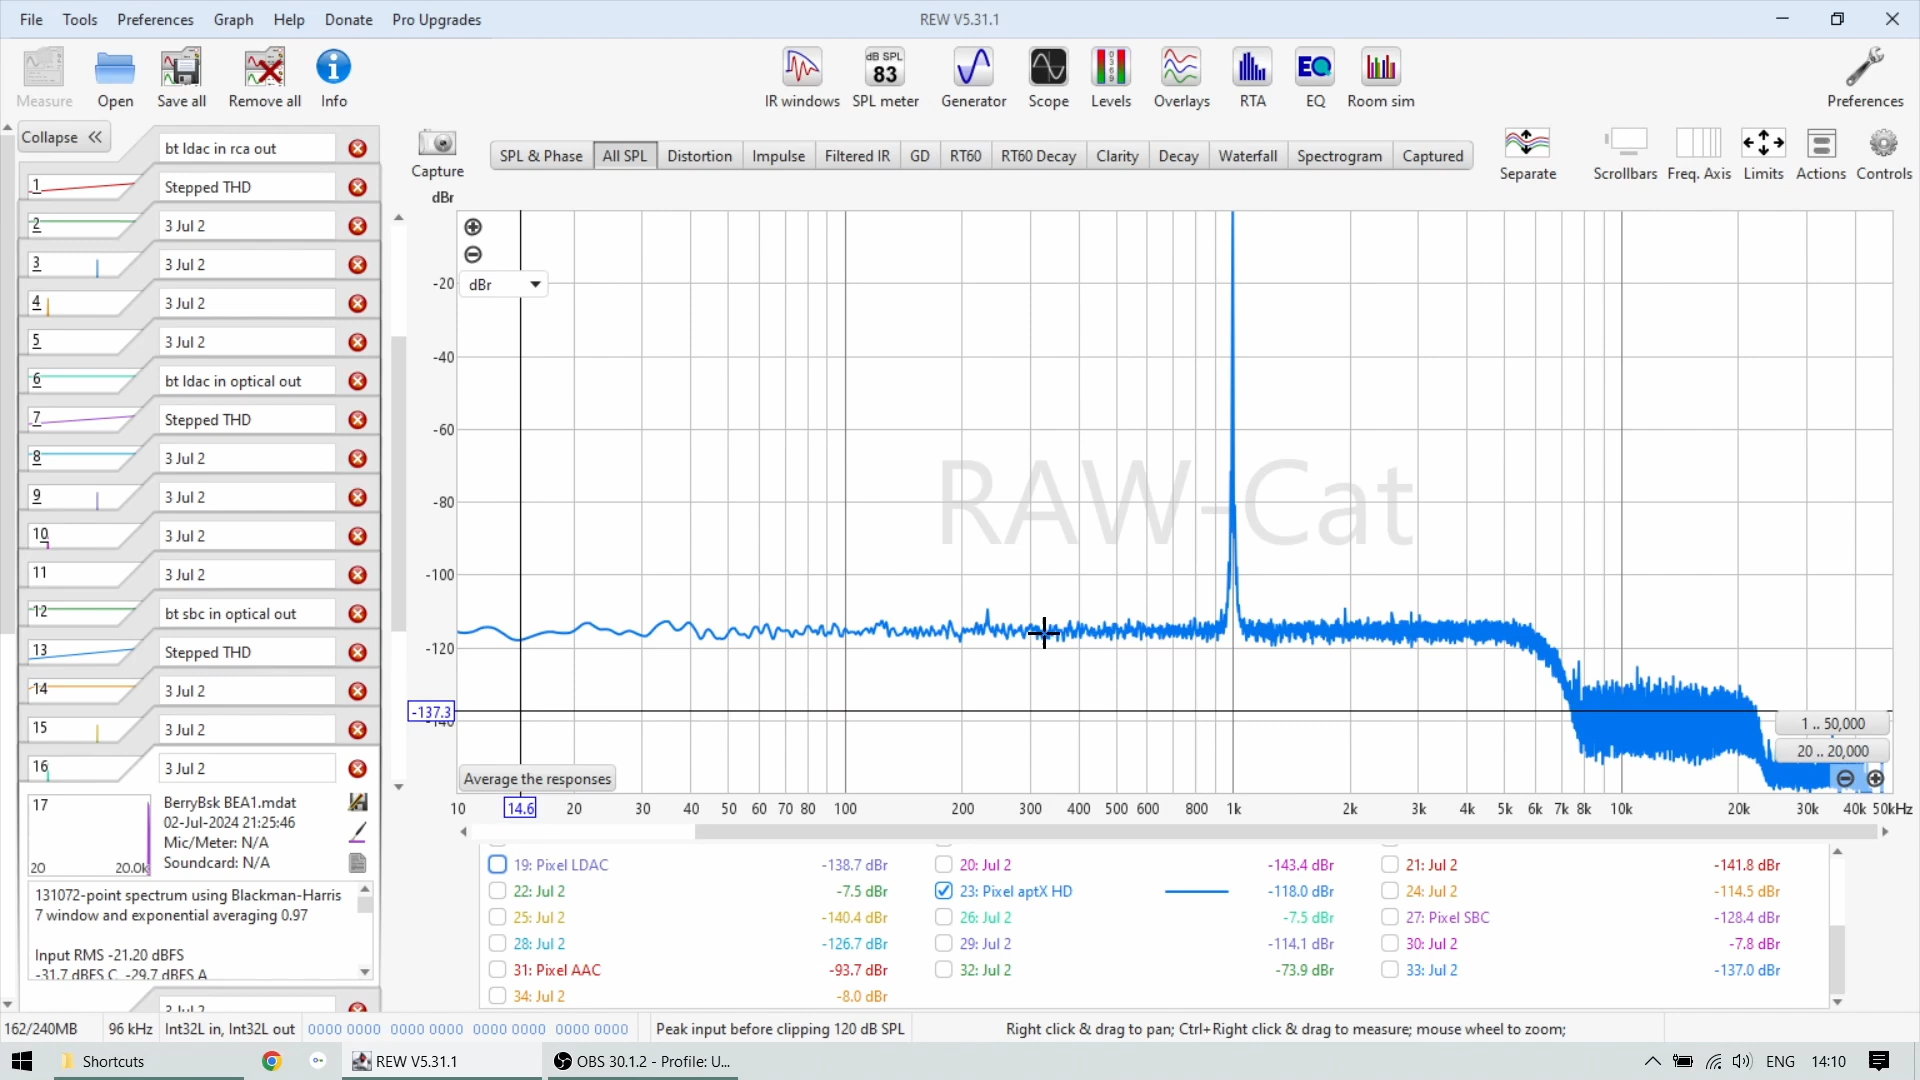 File Tools Preferences Graph Help Donate Pro Upgrades REW V5.31.1
Measure Open Save all Remove all Info IR windows dB SPL 83 SPL meter Generator Scope Levels Overlays RTA EQ EQ Room sim Preferences
Collapse
Capture SPL & Phase All SPL Distortion Impulse Filtered IR GD RT60 RT60 Decay Clarity Decay Waterfall Spectrogram Captured Separate Scrollbars Freq. Axis Limits Actions Controls
bt ldac in rca out
1 Stepped THD
2 3 Jul 2
3 3 Jul 2
4 3 Jul 2
5 3 Jul 2
6 bt ldac in optical out
7 Stepped THD
8 3 Jul 2
9 3 Jul 2
10 3 Jul 2
11 3 Jul 2
12 bt sbc in optical out
13 Stepped THD
14 3 Jul 2
15 3 Jul 2
16 3 Jul 2
17 BerryBsk BEA1.mdat
02-Jul-2024 21:25:46
Mic/Meter: N/A
Soundcard: N/A
20 20.0k
131072-point spectrum using Blackman-Harris
7 window and exponential averaging 0.97
Input RMS -21.20 dBFS
-31.7 dBFS C, -29.7 dBFS A
3 Jul 2
dBr
dBr
-20
-40
-60
-80
-100
-120
-137.3
-140
RAW-Cat
1 .. 50,000
20 .. 20,000
Average the responses
10 14.6 20 30 40 50 60 70 80 100 200 300 400 500 600 800 1k 2k 3k 4k 5k 6k 7k 8k 10k 20k 30k 40k 50kHz
19: Pixel LDAC -138.7 dBr 20: Jul 2 -143.4 dBr 21: Jul 2 -141.8 dBr
22: Jul 2 -7.5 dBr 23: Pixel aptX HD -118.0 dBr 24: Jul 2 -114.5 dBr
25: Jul 2 -140.4 dBr 26: Jul 2 -7.5 dBr 27: Pixel SBC -128.4 dBr
28: Jul 2 -126.7 dBr 29: Jul 2 -114.1 dBr 30: Jul 2 -7.8 dBr
31: Pixel AAC -93.7 dBr 32: Jul 2 -73.9 dBr 33: Jul 2 -137.0 dBr
34: Jul 2 -8.0 dBr
162/240MB 96 kHz Int32L in, Int32L out 0000 0000 0000 0000 0000 0000 0000 0000 Peak input before clipping 120 dB SPL Right click & drag to pan; Ctrl+Right click & drag to measure; mouse wheel to zoom;
Shortcuts REW V5.31.1 OBS 30.1.2 - Profile: U... ENG 14:10